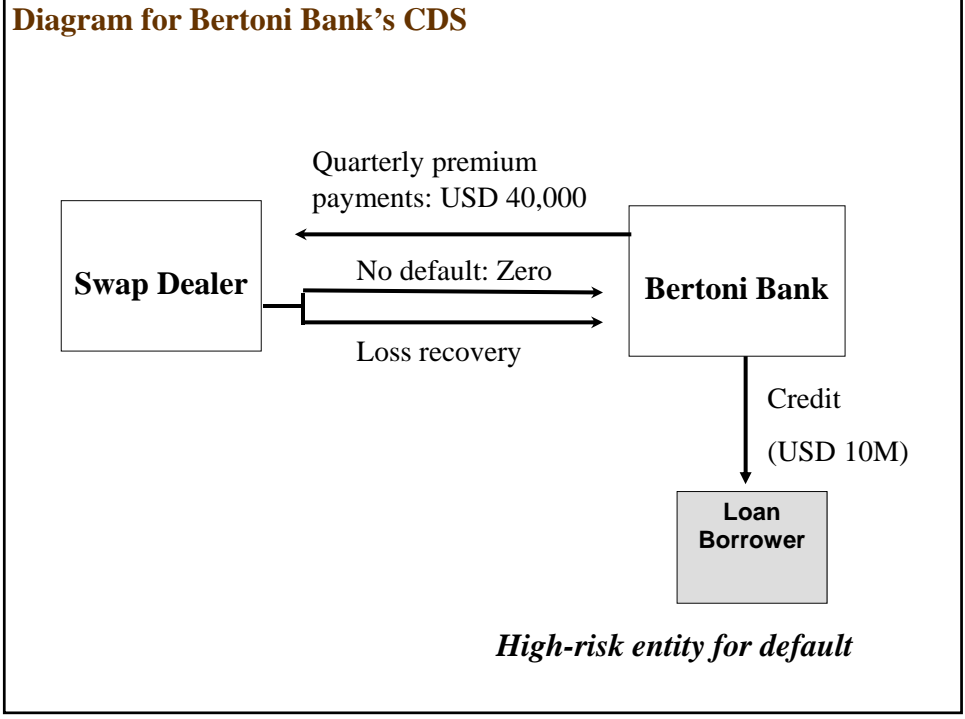 Diagram for Bertoni Bank’s CDS
Quarterly premium
payments: USD 40,000
Swap Dealer
No default: Zero
Bertoni Bank
Loss recovery
Credit
(USD 10M)
Loan
Borrower
High-risk entity for default